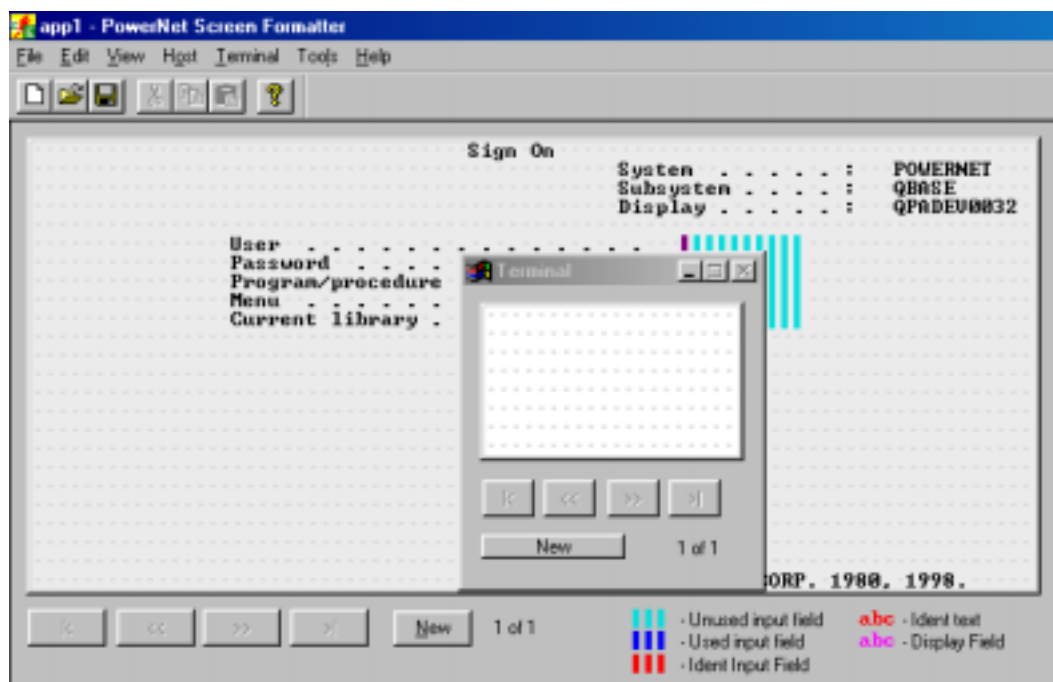 app1 - PowerNet Screen Formatter
File Edit View Host Terminal Tools Help
Sign On
System . . . . . : POWERNET
Subsystem . . . . : QBASE
Display . . . . . : QPADEV0032
User . . . . . . . . . . . . . .
Password . . . .
Program/procedure
Menu . . . . . .
Current library .
Terminal
|< << >> >|
New 1 of 1
CORP. 1980, 1998.
|< << >> >| New 1 of 1
- Unused input field abc - Ident text
- Used input field abc - Display Field
- Ident Input Field